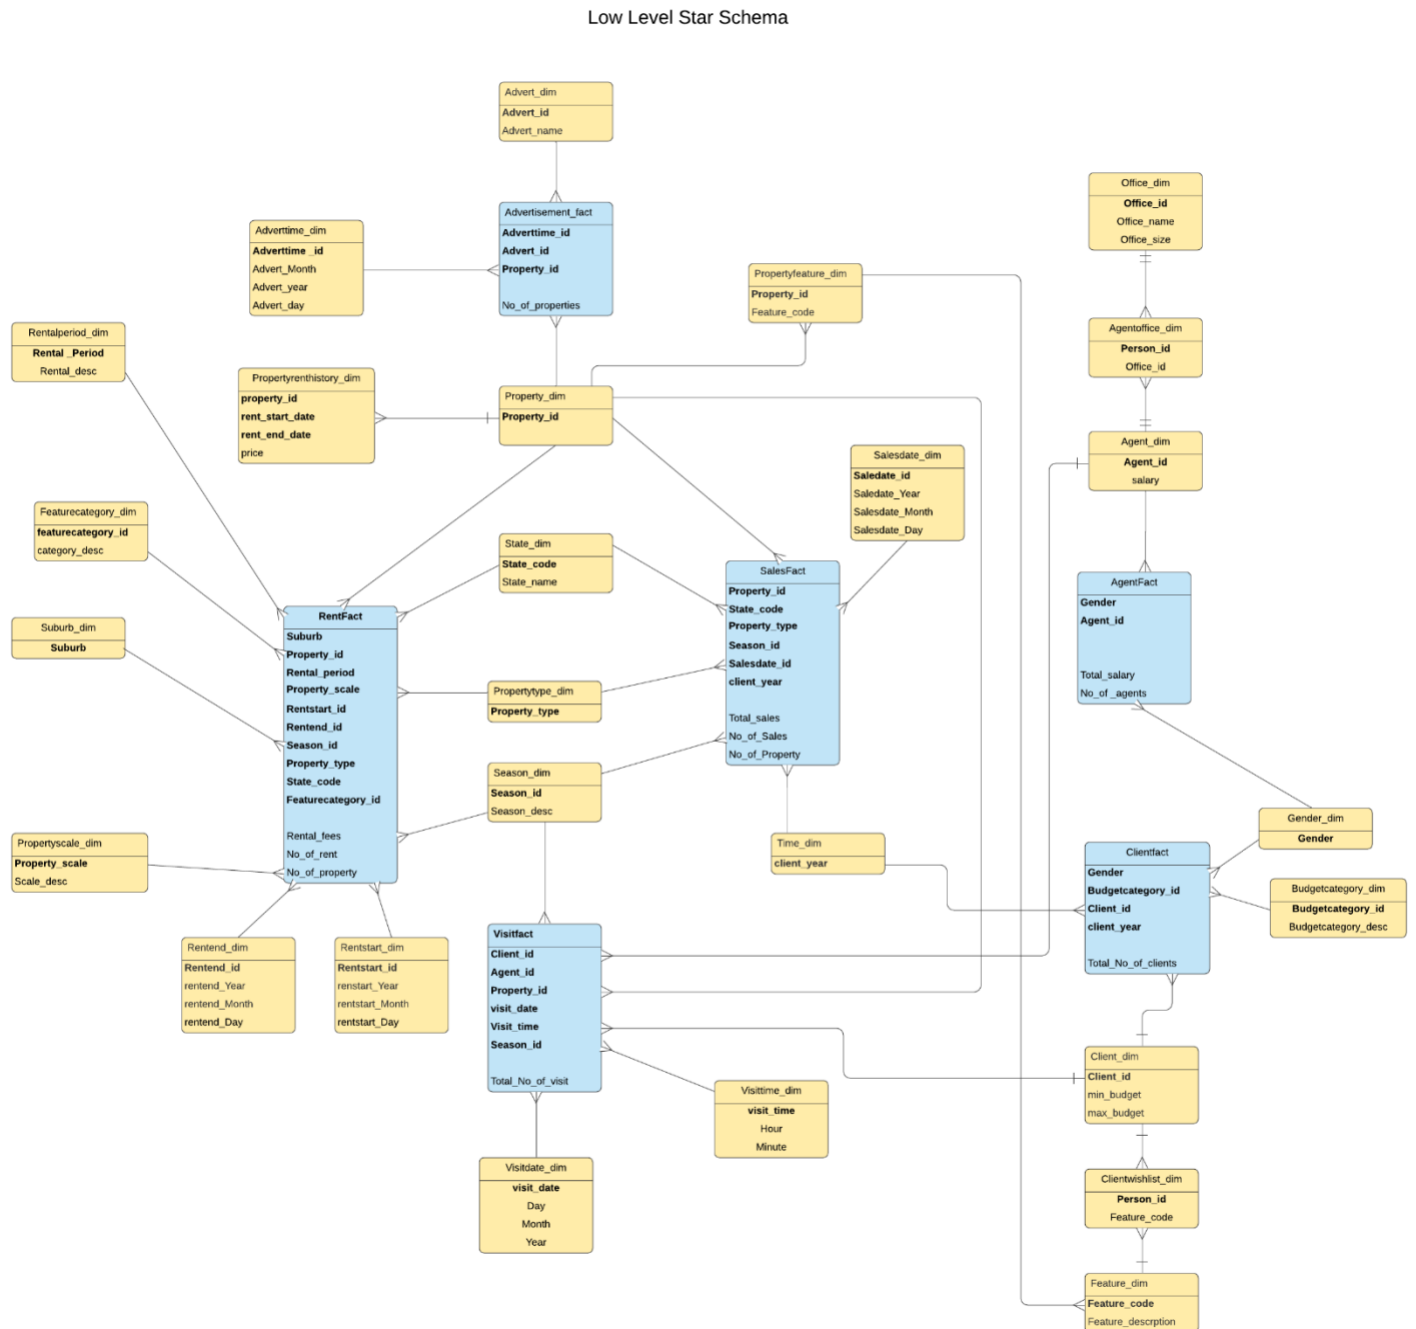 Low Level Star Schema
Advert_dim
Advert_id
Advert_name
Office_dim
Office_id
Office_name
Office_size
Advertisement_fact
Adverttime_id
Advert_id
Property_id
No_of_properties
Adverttime_dim
Adverttime _id
Advert_Month
Advert_year
Advert_day
Propertyfeature_dim
Property_id
Feature_code
Agentoffice_dim
Person_id
Office_id
Rentalperiod_dim
Rental _Period
Rental_desc
Propertyrenthistory_dim
property_id
rent_start_date
rent_end_date
price
Property_dim
Property_id
Agent_dim
Agent_id
salary
Salesdate_dim
Saledate_id
Saledate_Year
Salesdate_Month
Salesdate_Day
Featurecategory_dim
featurecategory_id
category_desc
State_dim
State_code
State_name
SalesFact
Property_id
State_code
Property_type
Season_id
Salesdate_id
client_year
Total_sales
No_of_Sales
No_of_Property
AgentFact
Gender
Agent_id
Total_salary
No_of _agents
RentFact
Suburb
Property_id
Rental_period
Property_scale
Rentstart_id
Rentend_id
Season_id
Property_type
State_code
Featurecategory_id
Rental_fees
No_of_rent
No_of_property
Suburb_dim
Suburb
Propertytype_dim
Property_type
Season_dim
Season_id
Season_desc
Gender_dim
Gender
Propertyscale_dim
Property_scale
Scale_desc
Time_dim
client_year
Clientfact
Gender
Budgetcategory_id
Client_id
client_year
Total_No_of_clients
Budgetcategory_dim
Budgetcategory_id
Budgetcategory_desc
Rentend_dim
Rentend_id
rentend_Year
rentend_Month
rentend_Day
Rentstart_dim
Rentstart_id
renstart_Year
rentstart_Month
rentstart_Day
Visitfact
Client_id
Agent_id
Property_id
visit_date
Visit_time
Season_id
Total_No_of_visit
Client_dim
Client_id
min_budget
max_budget
Visittime_dim
visit_time
Hour
Minute
Visitdate_dim
visit_date
Day
Month
Year
Clientwishlist_dim
Person_id
Feature_code
Feature_dim
Feature_code
Feature_descrption